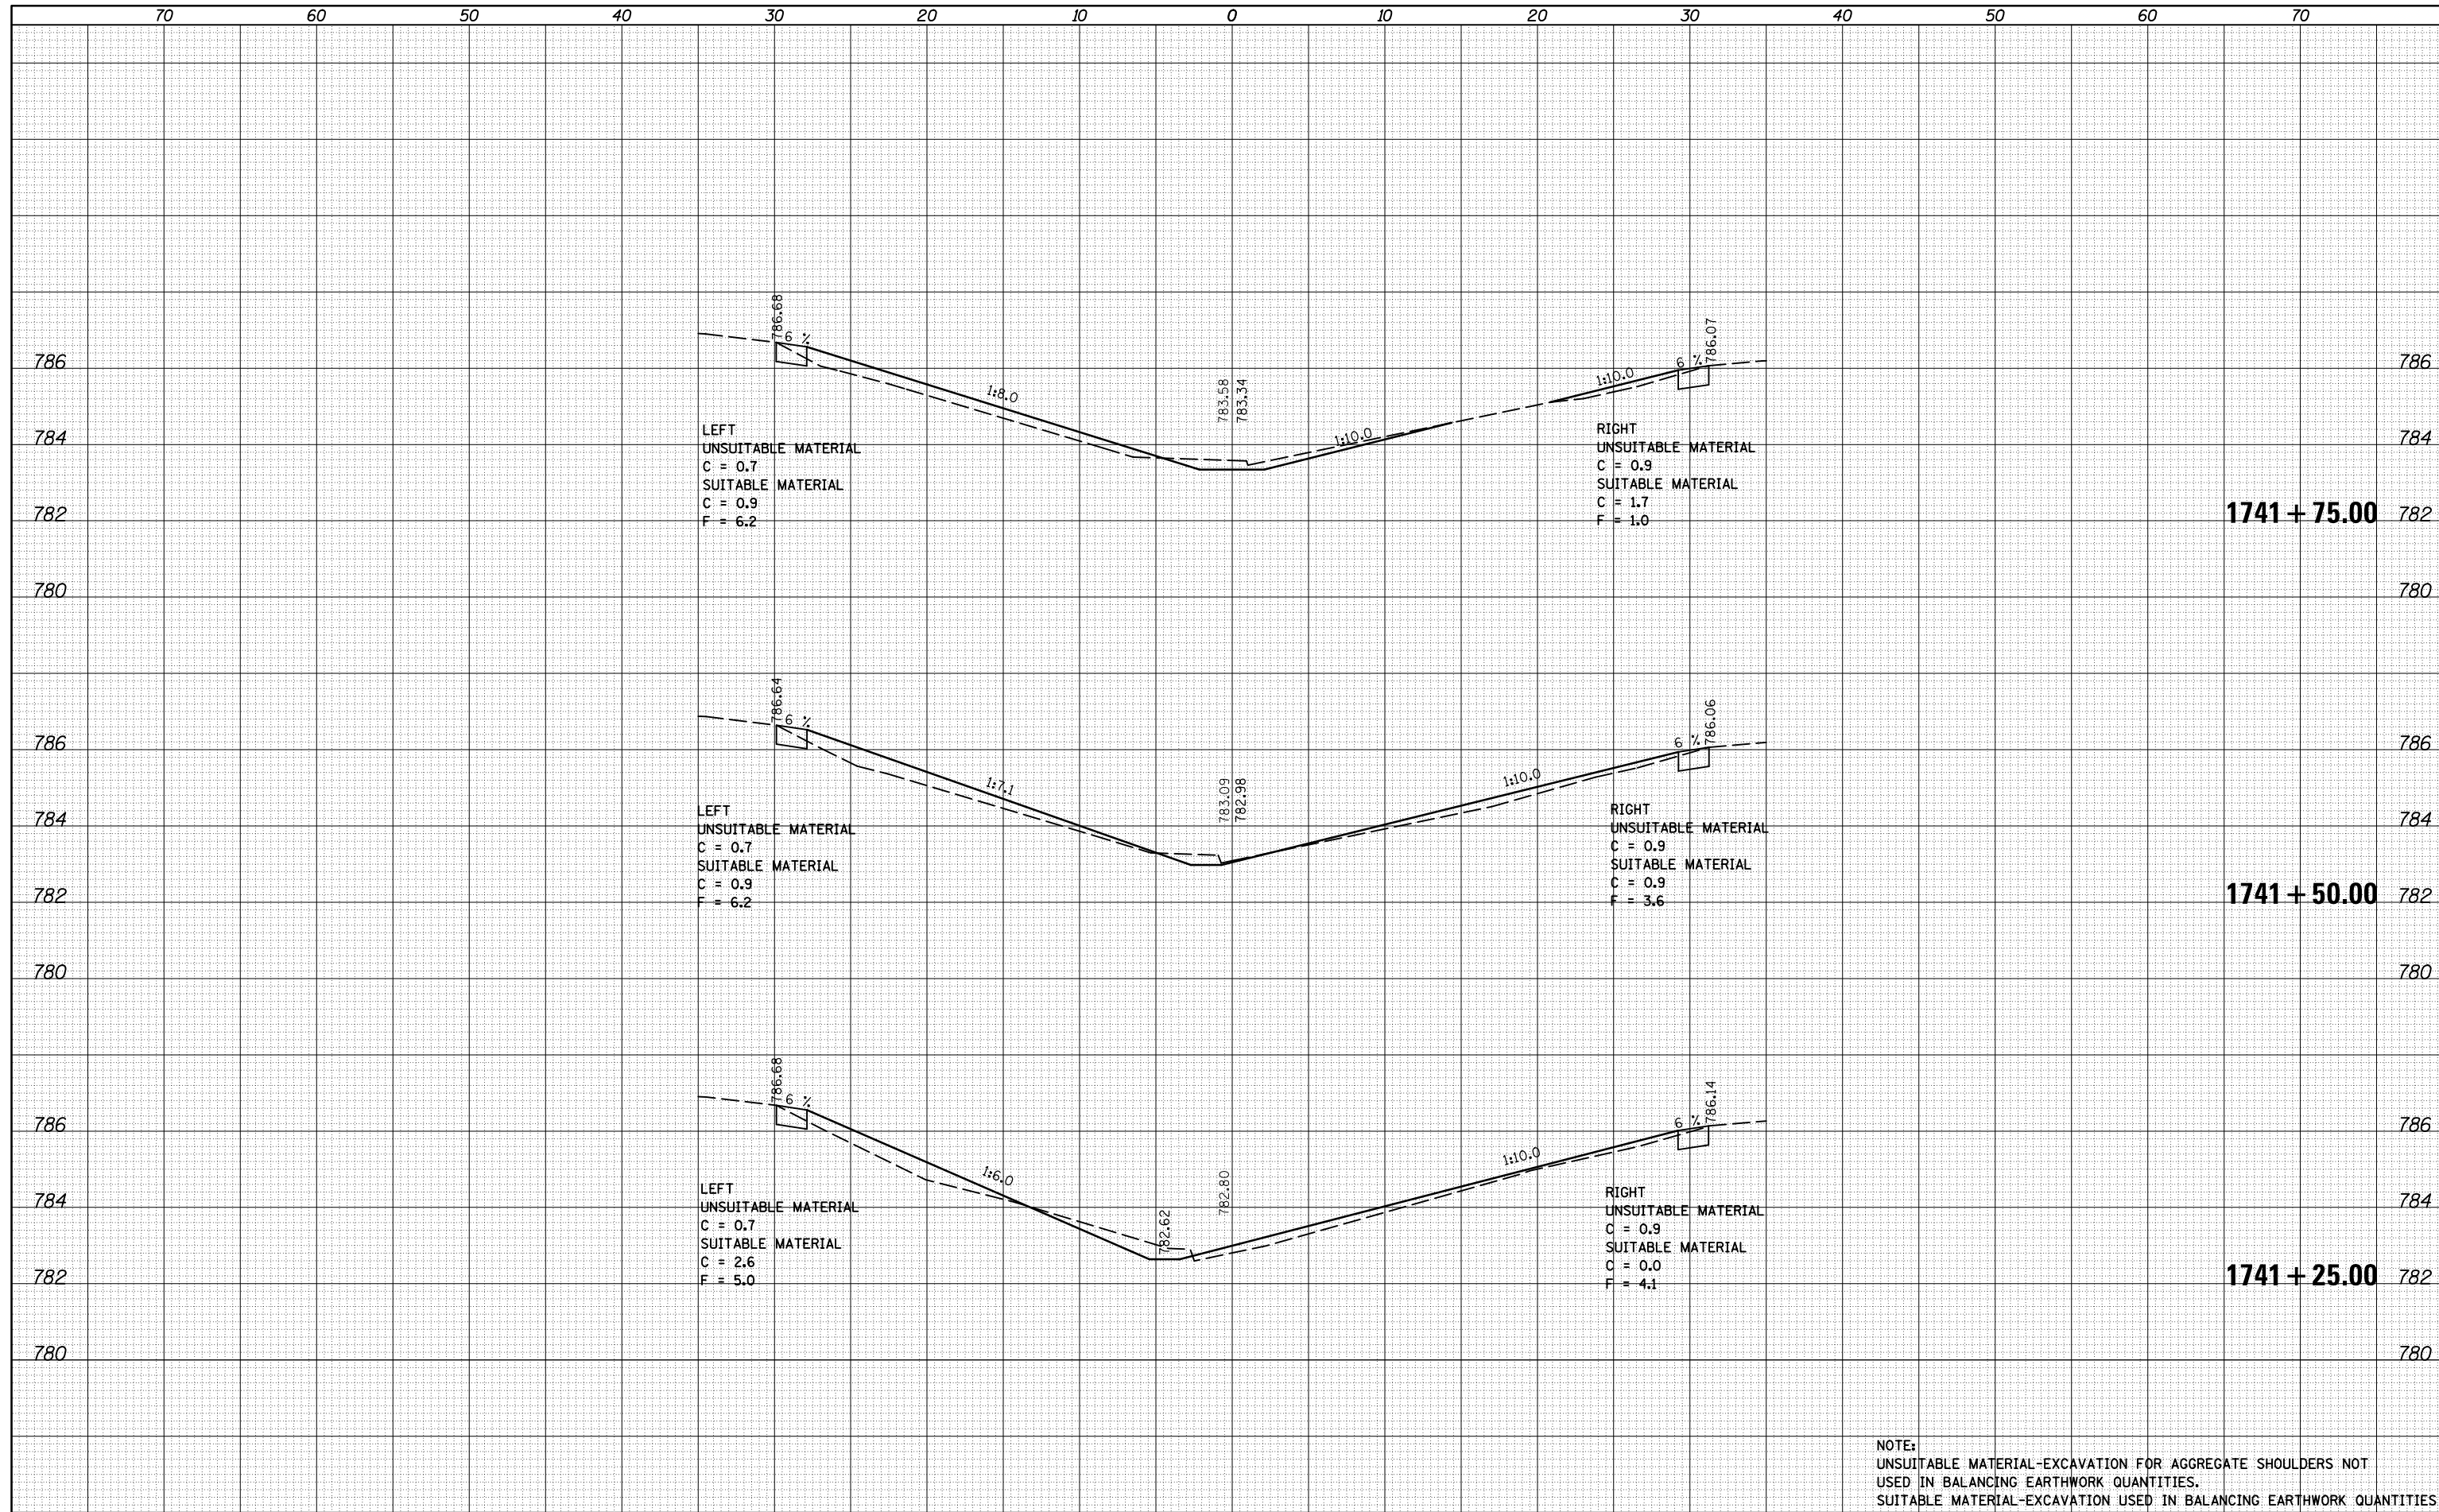 70 60 50 40 30 20 10 0 10 20 30 40 50 60 70
786.68
6 %
1:8.0
783.58
783.34
1:10.0
1:10.0
6 %
786.07
786 786
784 784
LEFT
UNSUITABLE MATERIAL
C = 0.7
SUITABLE MATERIAL
C = 0.9
F = 6.2
RIGHT
UNSUITABLE MATERIAL
C = 0.9
SUITABLE MATERIAL
C = 1.7
F = 1.0
782 1741 + 75.00 782
780 780
786.64
6 %
1:7.1
783.09
782.98
1:10.0
6 %
786.06
786 786
784 784
LEFT
UNSUITABLE MATERIAL
C = 0.7
SUITABLE MATERIAL
C = 0.9
F = 6.2
RIGHT
UNSUITABLE MATERIAL
C = 0.9
SUITABLE MATERIAL
C = 0.9
F = 3.6
782 1741 + 50.00 782
780 780
786.68
6 %
1:6.0
782.62
782.80
1:10.0
6 %
786.14
786 786
784 784
LEFT
UNSUITABLE MATERIAL
C = 0.7
SUITABLE MATERIAL
C = 2.6
F = 5.0
RIGHT
UNSUITABLE MATERIAL
C = 0.9
SUITABLE MATERIAL
C = 0.0
F = 4.1
782 1741 + 25.00 782
780 780
NOTE:
UNSUITABLE MATERIAL-EXCAVATION FOR AGGREGATE SHOULDERS NOT
USED IN BALANCING EARTHWORK QUANTITIES.
SUITABLE MATERIAL-EXCAVATION USED IN BALANCING EARTHWORK QUANTITIES